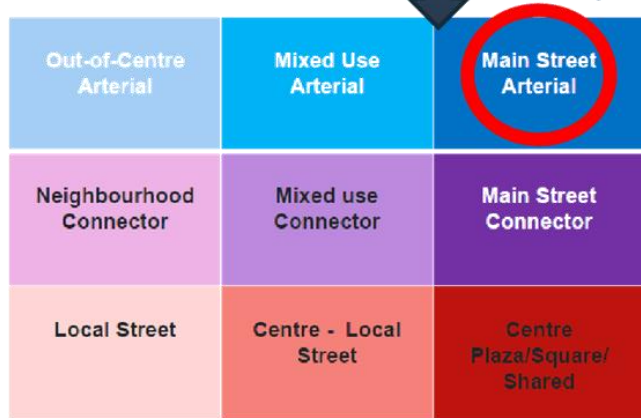 Out-of-Centre
Arterial
Mixed Use
Arterial
Main Street
Arterial
Neighbourhood
Connector
Mixed use
Connector
Main Street
Connector
Local Street
Centre - Local
Street
Centre
Plaza/Square/
Shared